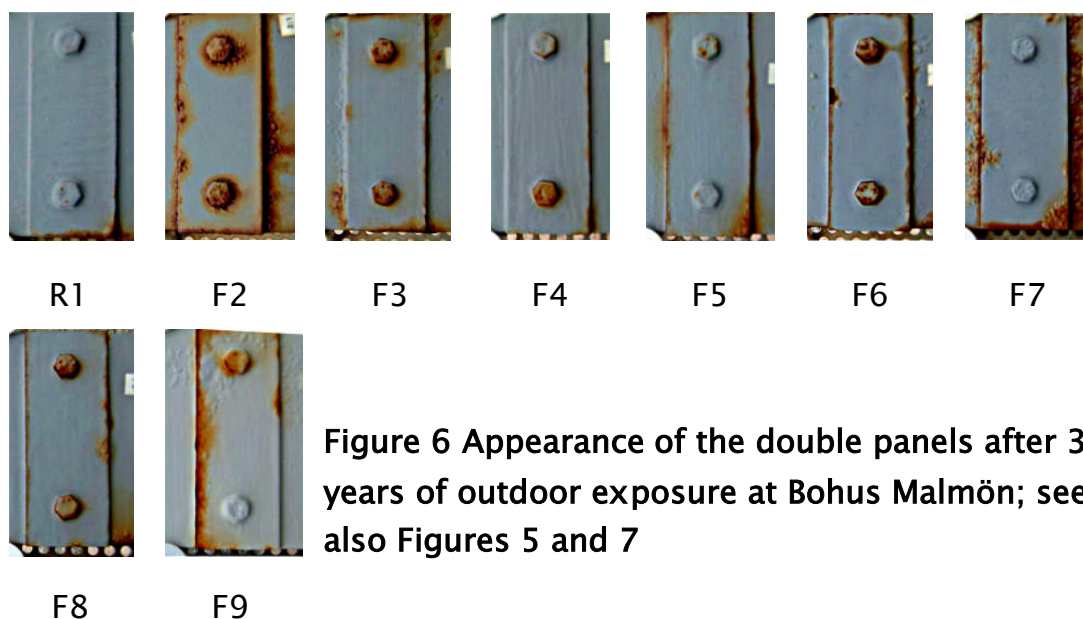 R1 F2 F3 F4 F5 F6 F7
F8 F9
Figure 6 Appearance of the double panels after 3
years of outdoor exposure at Bohus Malmön; see
also Figures 5 and 7